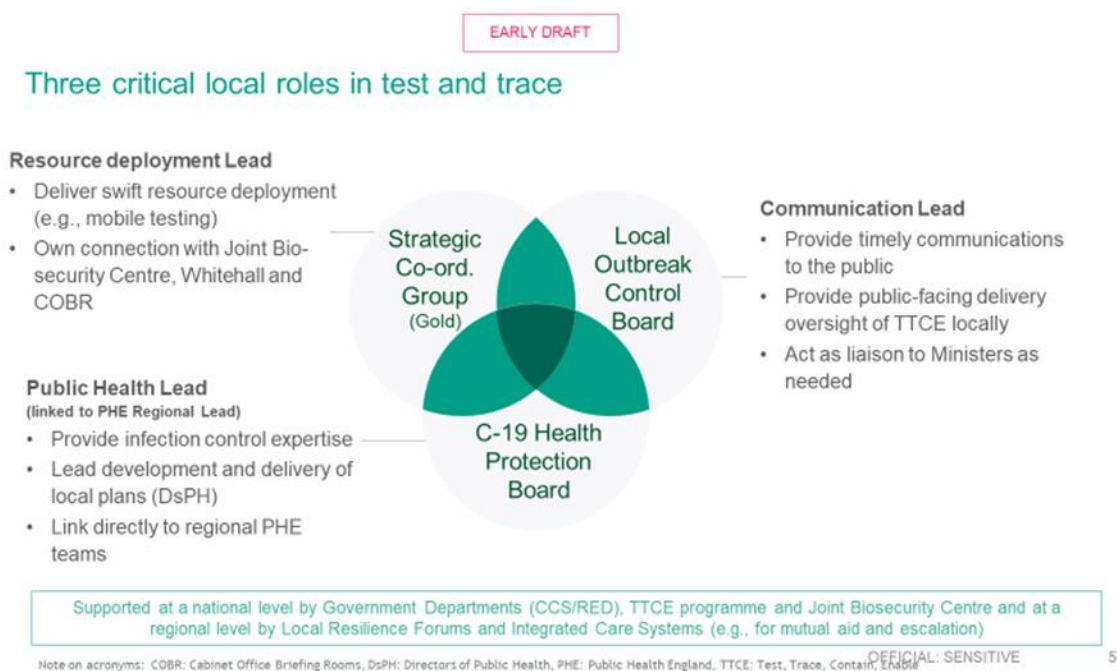 EARLY DRAFT
Three critical local roles in test and trace
Resource deployment Lead
• Deliver swift resource deployment
(e.g., mobile testing)
• Own connection with Joint Bio-
security Centre, Whitehall and
COBR
Public Health Lead
(linked to PHE Regional Lead)
• Provide infection control expertise
• Lead development and delivery of
local plans (DsPH)
• Link directly to regional PHE
teams
Strategic
Co-ord.
Group
(Gold)
Local
Outbreak
Control
Board
C-19 Health
Protection
Board
Communication Lead
• Provide timely communications
to the public
• Provide public-facing delivery
oversight of TTCE locally
• Act as liaison to Ministers as
needed
Supported at a national level by Government Departments (CCS/RED), TTCE programme and Joint Biosecurity Centre and at a
regional level by Local Resilience Forums and Integrated Care Systems (e.g., for mutual aid and escalation)
Note on acronyms: COBR: Cabinet Office Briefing Rooms, DsPH: Directors of Public Health, PHE: Public Health England, TTCE: Test, Trace, Contain, Enable
OFFICIAL: SENSITIVE
5